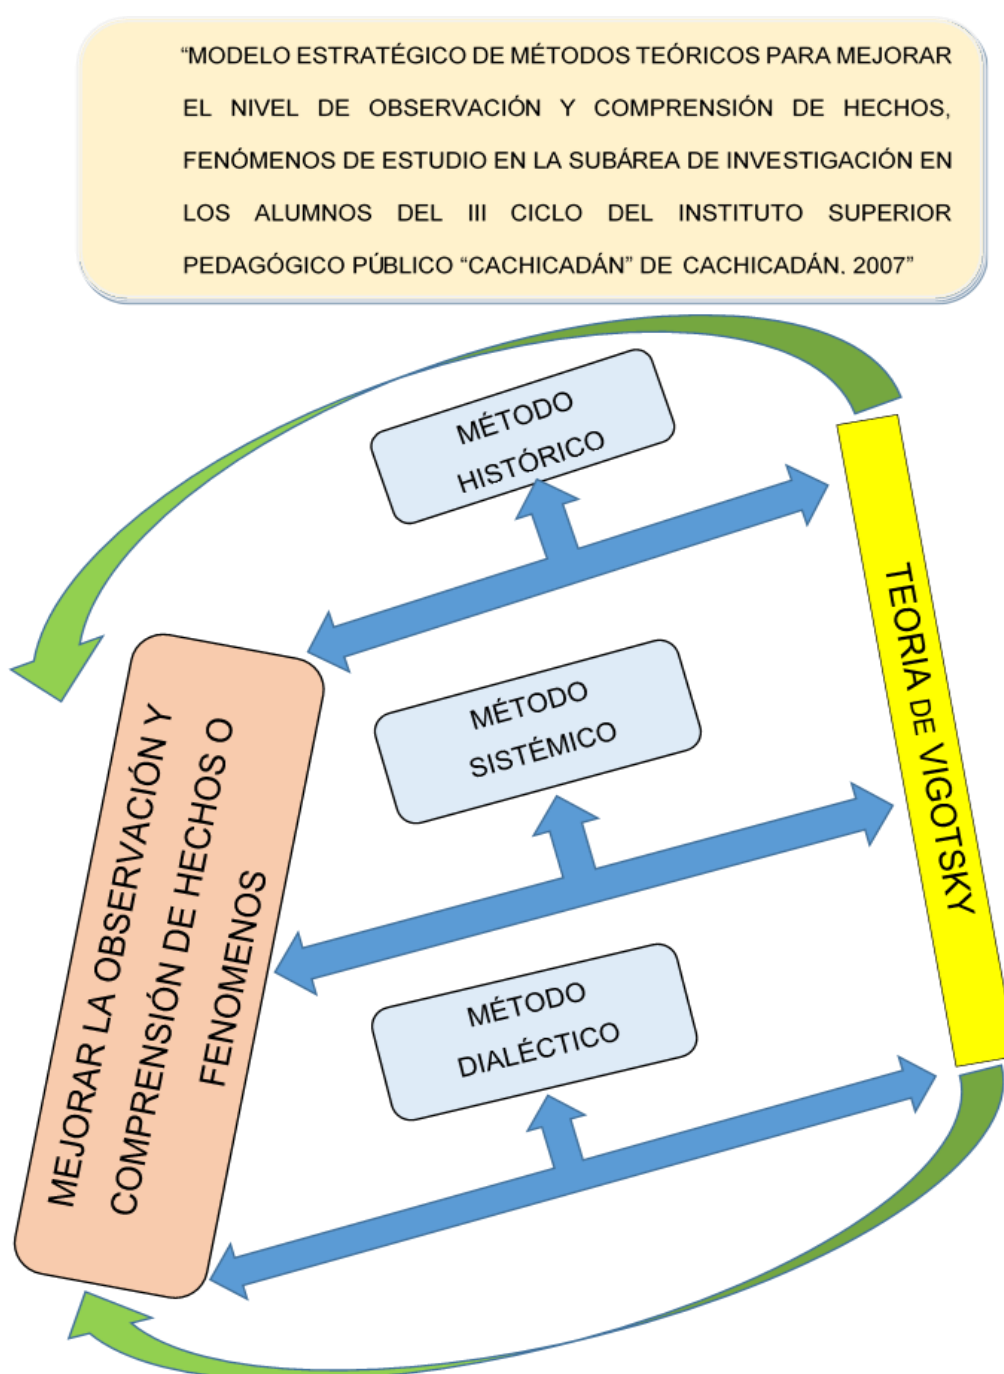 “MODELO ESTRATÉGICO DE MÉTODOS TEÓRICOS PARA MEJORAR
EL NIVEL DE OBSERVACIÓN Y COMPRENSIÓN DE HECHOS,
FENÓMENOS DE ESTUDIO EN LA SUBÁREA DE INVESTIGACIÓN EN
LOS ALUMNOS DEL III CICLO DEL INSTITUTO SUPERIOR
PEDAGÓGICO PÚBLICO “CACHICADÁN” DE CACHICADÁN. 2007”
MÉTODO
HISTÓRICO
MÉTODO
SISTÉMICO
MÉTODO
DIALÉCTICO
MEJORAR LA OBSERVACIÓN Y
COMPRENSIÓN DE HECHOS O
FENOMENOS
TEORIA DE VIGOTSKY